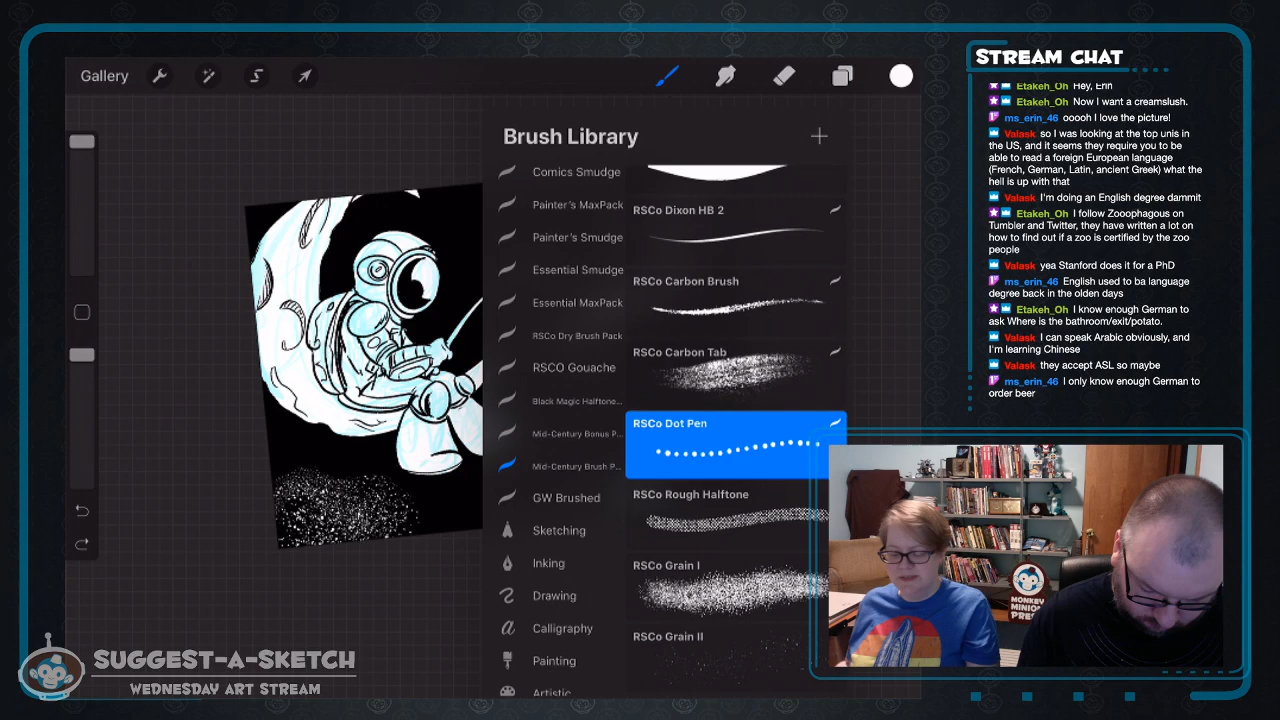 Gallery
Brush Library
Comics Smudge
Painter's MaxPack
Painter's Smudge
Essential Smudge
Essential MaxPack
RSCo Dry Brush Pack
RSCO Gouache
Black Magic Halftone...
Mid-Century Bonus P...
Mid-Century Brush P...
GW Brushed
Sketching
Inking
Drawing
Calligraphy
Painting
Artistic
RSCo Dixon HB 2
RSCo Carbon Brush
RSCo Carbon Tab
RSCo Dot Pen
RSCo Rough Halftone
RSCo Grain I
RSCo Grain II
STREAM CHAT
Etakeh_Oh Hey, Erin
Etakeh_Oh Now I want a creamslush.
ms_erin_46 ooooh I love the picture!
Valask so I was looking at the top unis in
the US, and it seems they require you to be
able to read a foreign European language
(French, German, Latin, ancient Greek) what the
hell is up with that
Valask I'm doing an English degree dammit
Etakeh_Oh I follow Zooophagous on
Tumbler and Twitter, they have written a lot on
how to find out if a zoo is certified by the zoo
people
Valask yea Stanford does it for a PhD
ms_erin_46 English used to ba language
degree back in the olden days
Etakeh_Oh I know enough German to
ask Where is the bathroom/exit/potato.
Valask I can speak Arabic obviously, and
I'm learning Chinese
Valask they accept ASL so maybe
ms_erin_46 I only know enough German to
order beer
MONKEY
MINION
PRESS
SUGGEST-A-SKETCH
WEDNESDAY ART STREAM